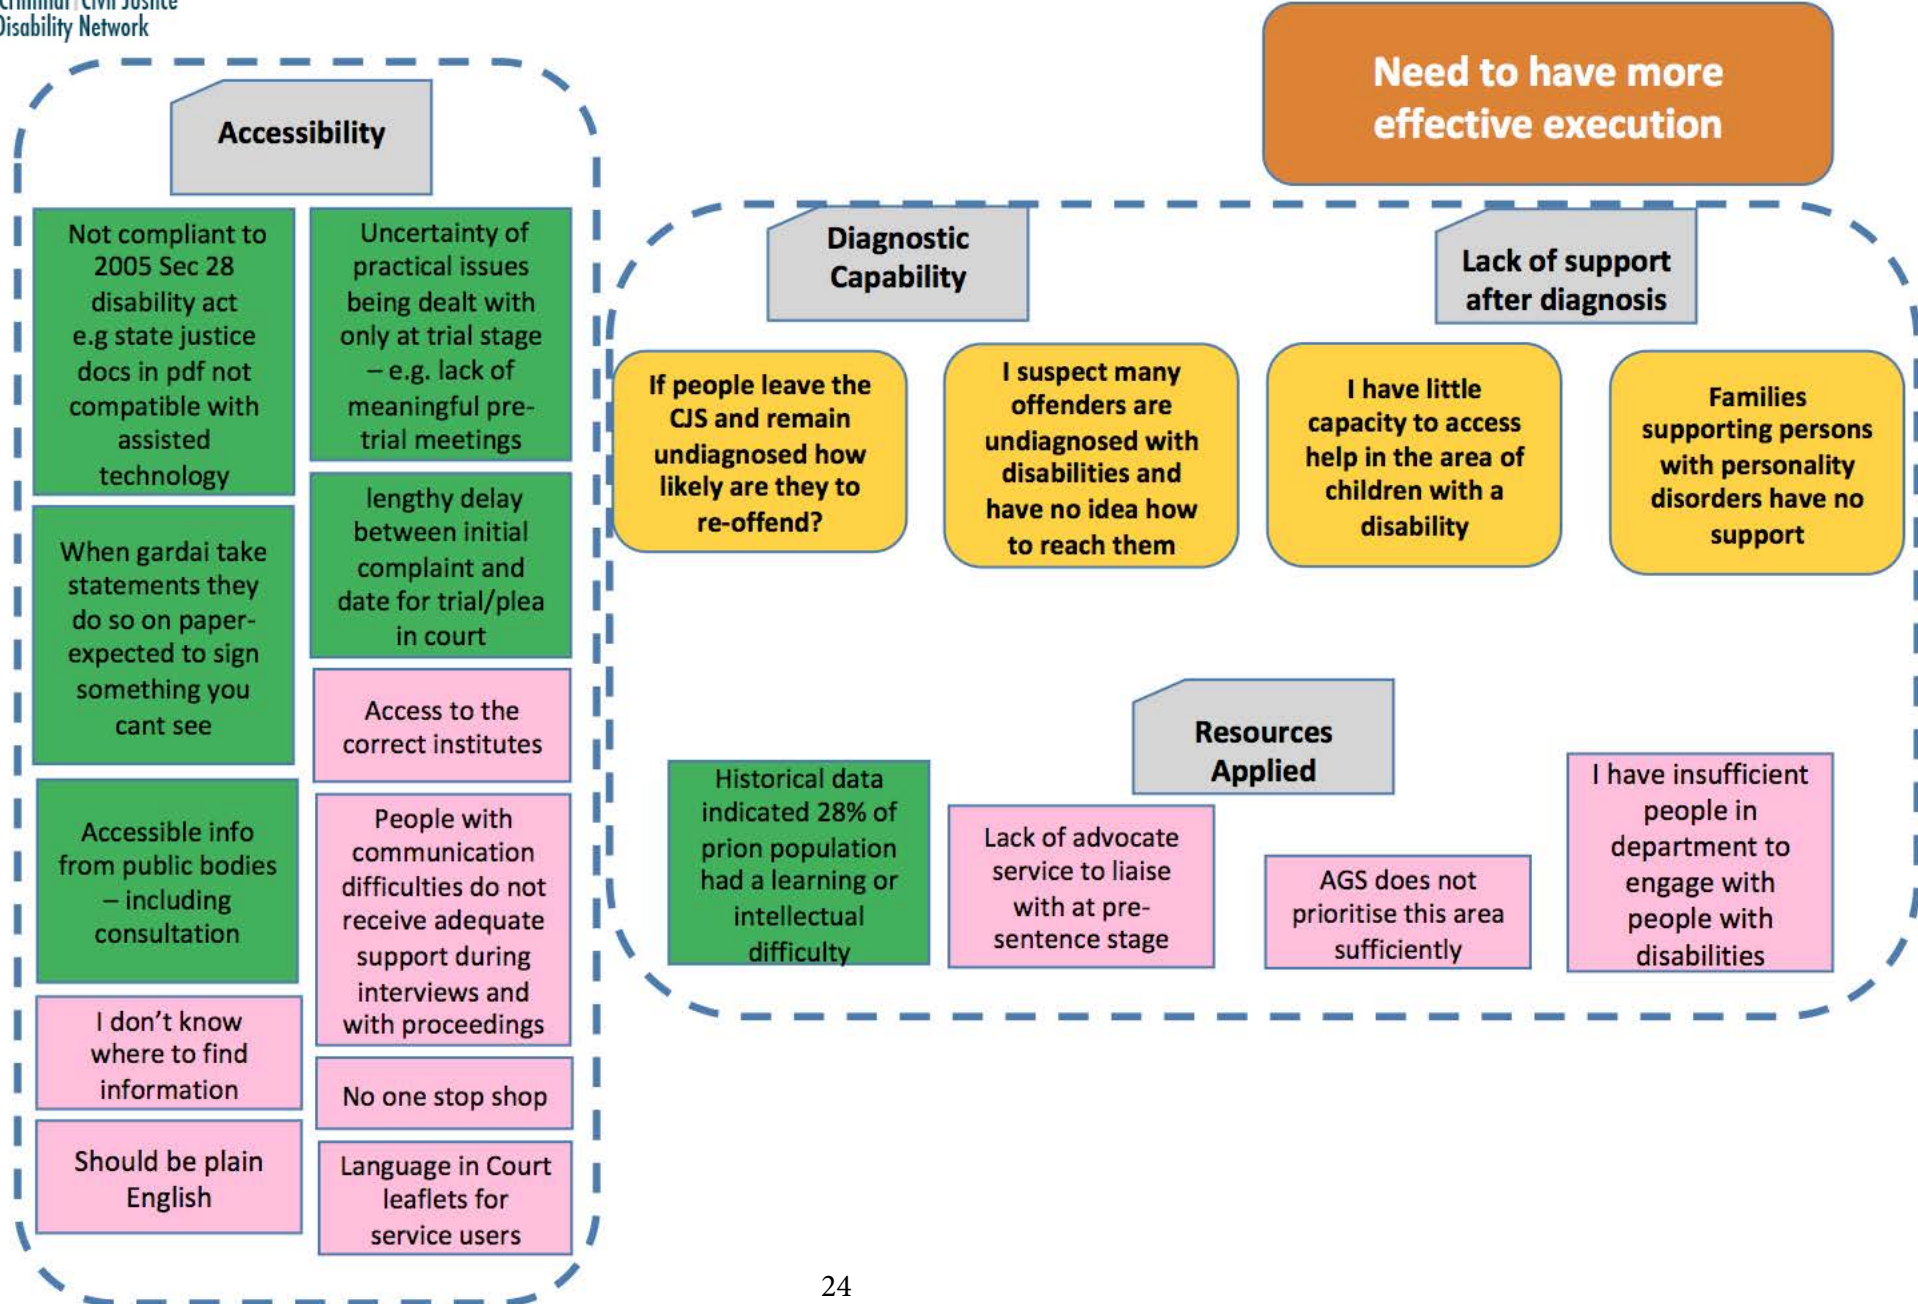 Criminal Civil Justice
Disability Network
Need to have more
effective execution
Accessibility
Not compliant to
2005 Sec 28
disability act
e.g state justice
docs in pdf not
compatible with
assisted
technology
When gardai take
statements they
do so on paper-
expected to sign
something you
cant see
Accessible info
from public bodies
– including
consultation
I don’t know
where to find
information
Should be plain
English
Uncertainty of
practical issues
being dealt with
only at trial stage
– e.g. lack of
meaningful pre-
trial meetings
lengthy delay
between initial
complaint and
date for trial/plea
in court
Access to the
correct institutes
People with
communication
difficulties do not
receive adequate
support during
interviews and
with proceedings
No one stop shop
Language in Court
leaflets for
service users
Diagnostic
Capability
If people leave the
CJS and remain
undiagnosed how
likely are they to
re-offend?
I suspect many
offenders are
undiagnosed with
disabilities and
have no idea how
to reach them
Lack of support
after diagnosis
I have little
capacity to access
help in the area of
children with a
disability
Families
supporting persons
with personality
disorders have no
support
Resources
Applied
Historical data
indicated 28% of
prion population
had a learning or
intellectual
difficulty
Lack of advocate
service to liaise
with at pre-
sentence stage
AGS does not
prioritise this area
sufficiently
I have insufficient
people in
department to
engage with
people with
disabilities
24